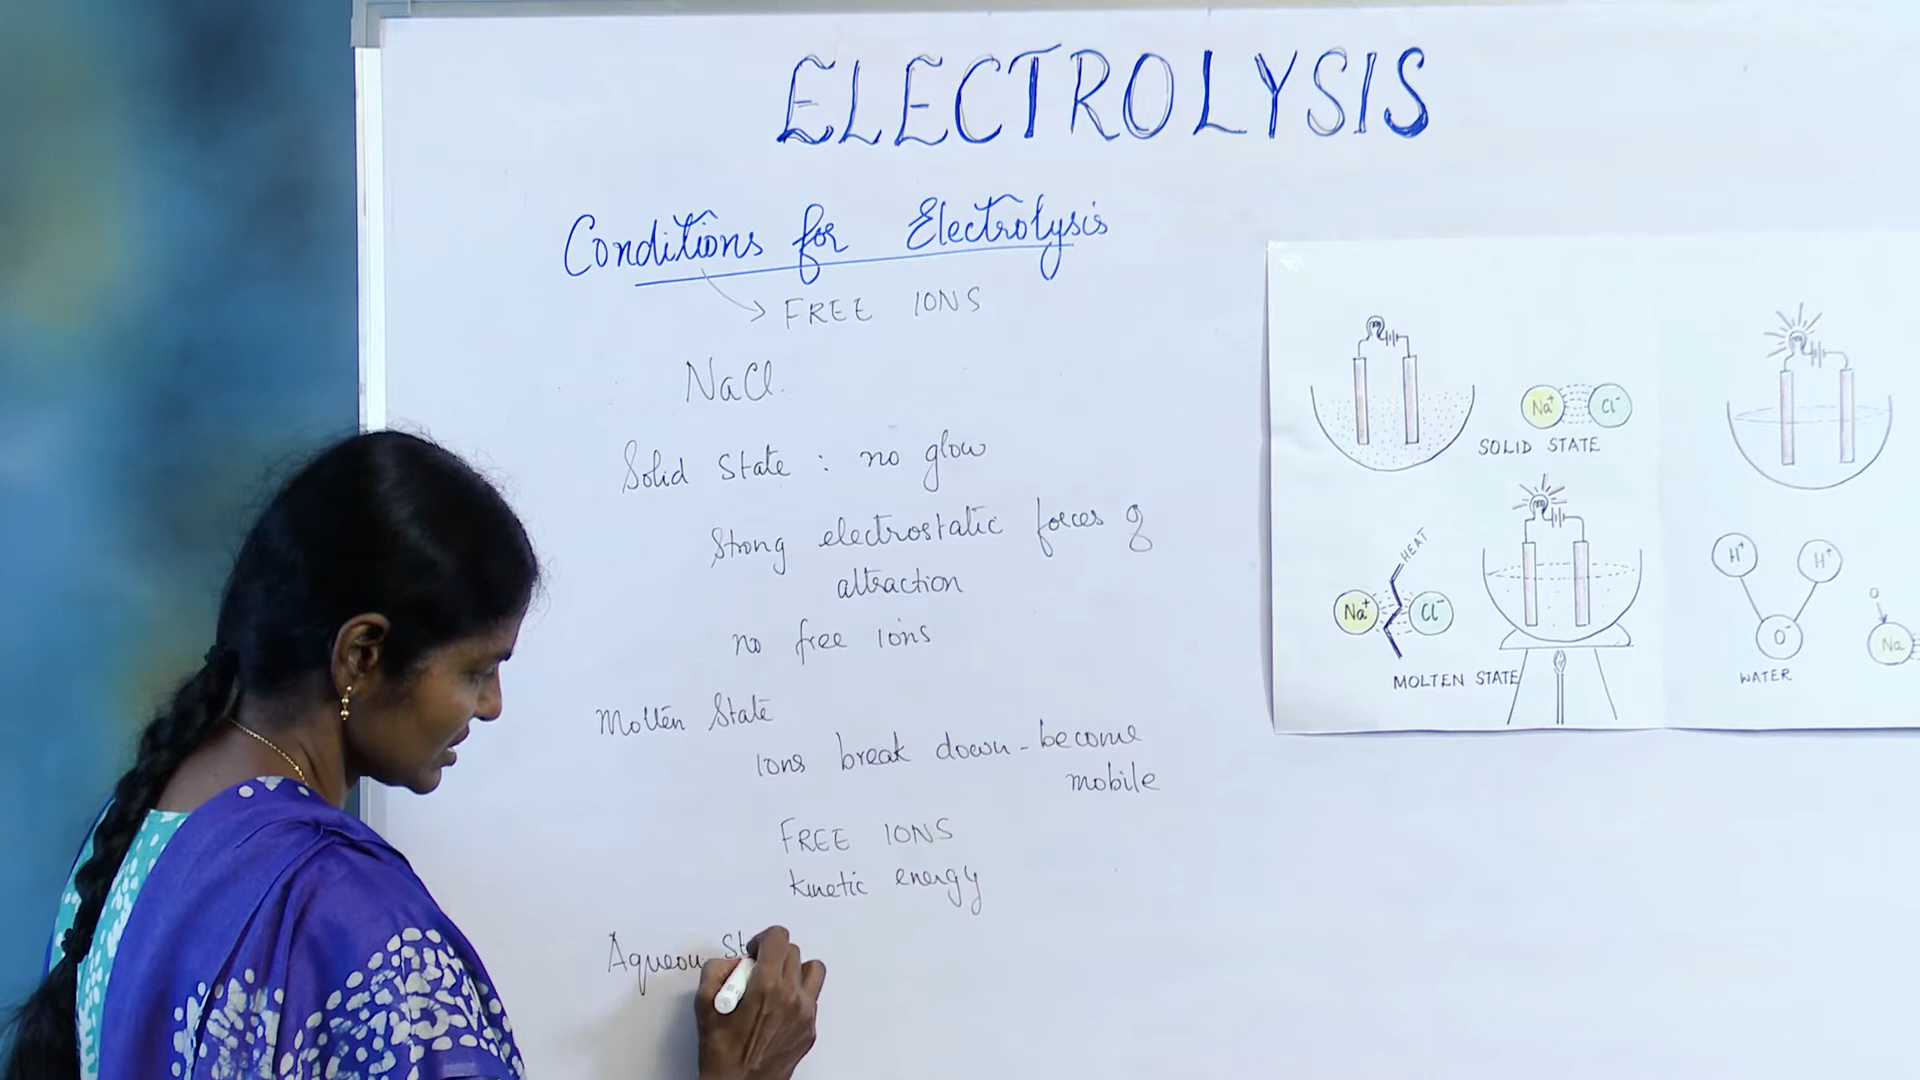 ELECTROLYSIS
Conditions for Electrolysis
FREE IONS
NaCl.
Solid State : no glow
Strong electrostatic forces of
attraction
no free ions
Molten State
ions break down - become
mobile
FREE IONS
kinetic energy
Aqueou St
Na+ Cl-
SOLID STATE
HEAT
Na+ Cl-
MOLTEN STATE
H+ H+
O-
WATER
Na